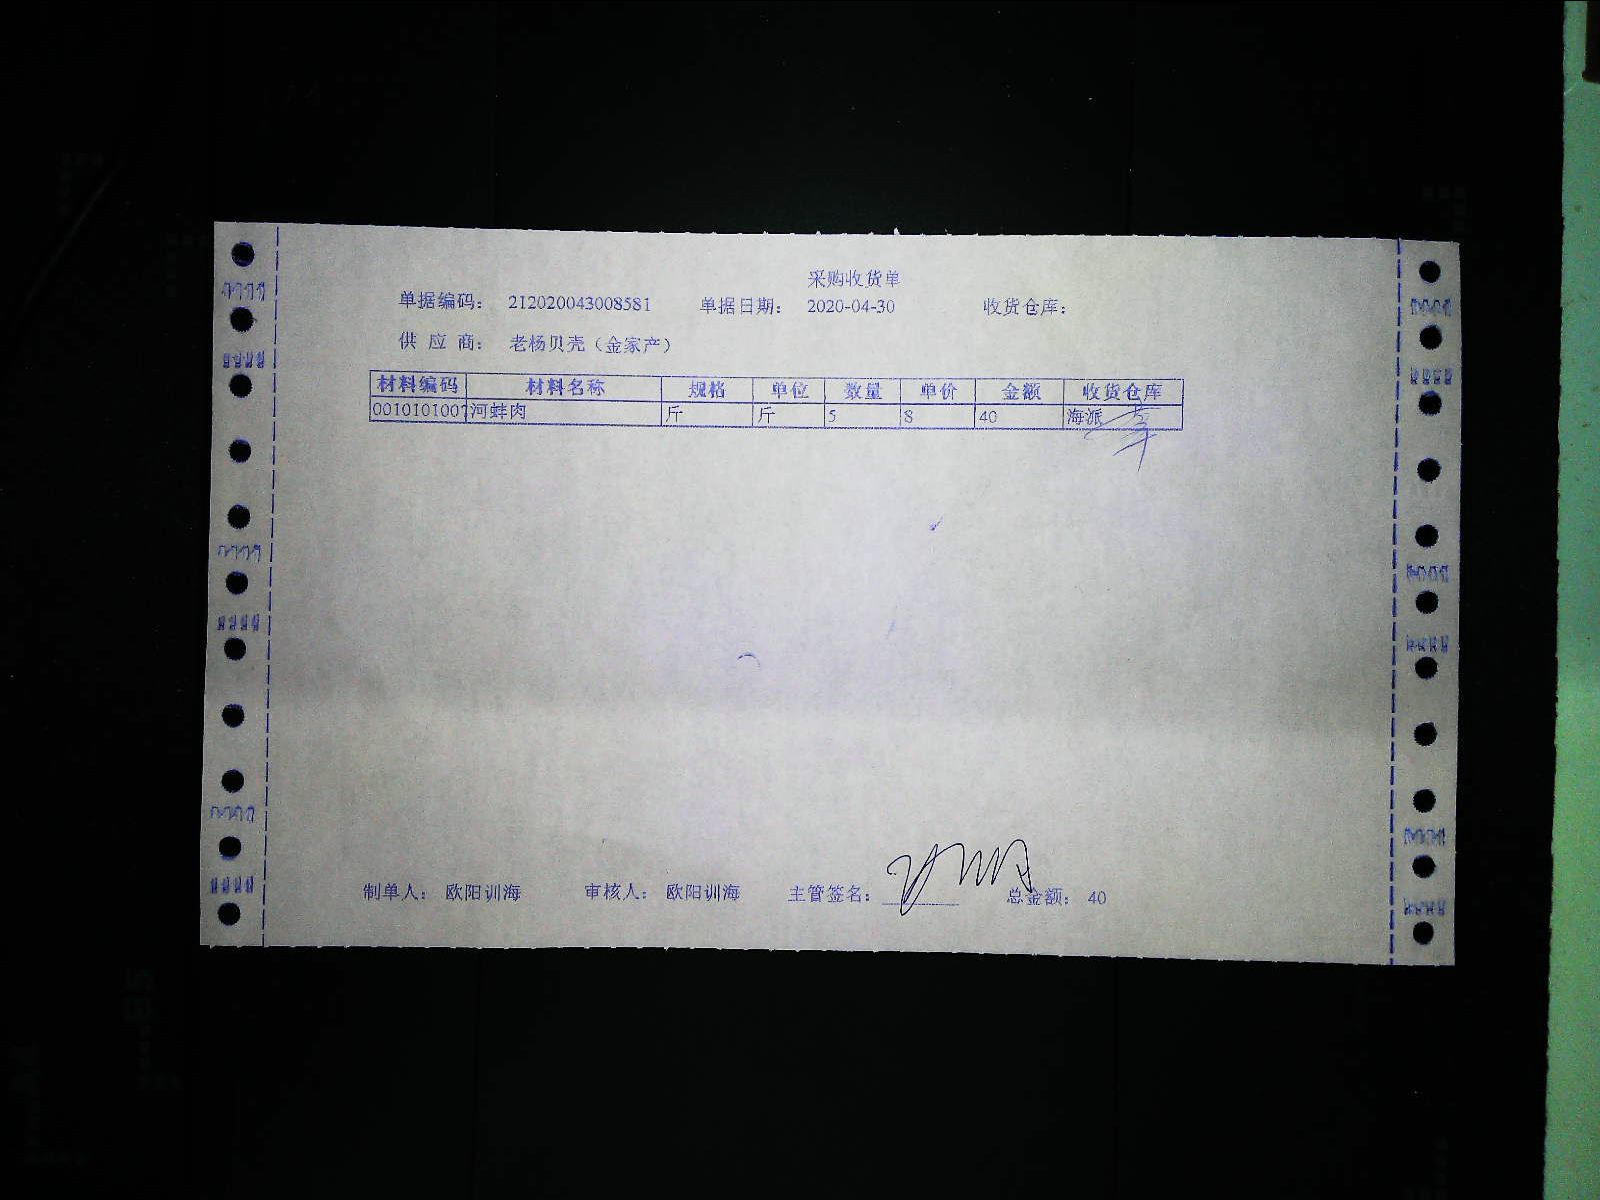 采购收货单
单据编码： 212020043008581 单据日期： 2020-04-30 收货仓库：
供 应 商： 老杨贝壳（金家产）
材料编码 材料名称 规格 单位 数量 单价 金额 收货仓库
0010101007 河蚌肉 斤 斤 5 8 40 海派
制单人： 欧阳训海 审核人： 欧阳训海 主管签名： 总金额： 40